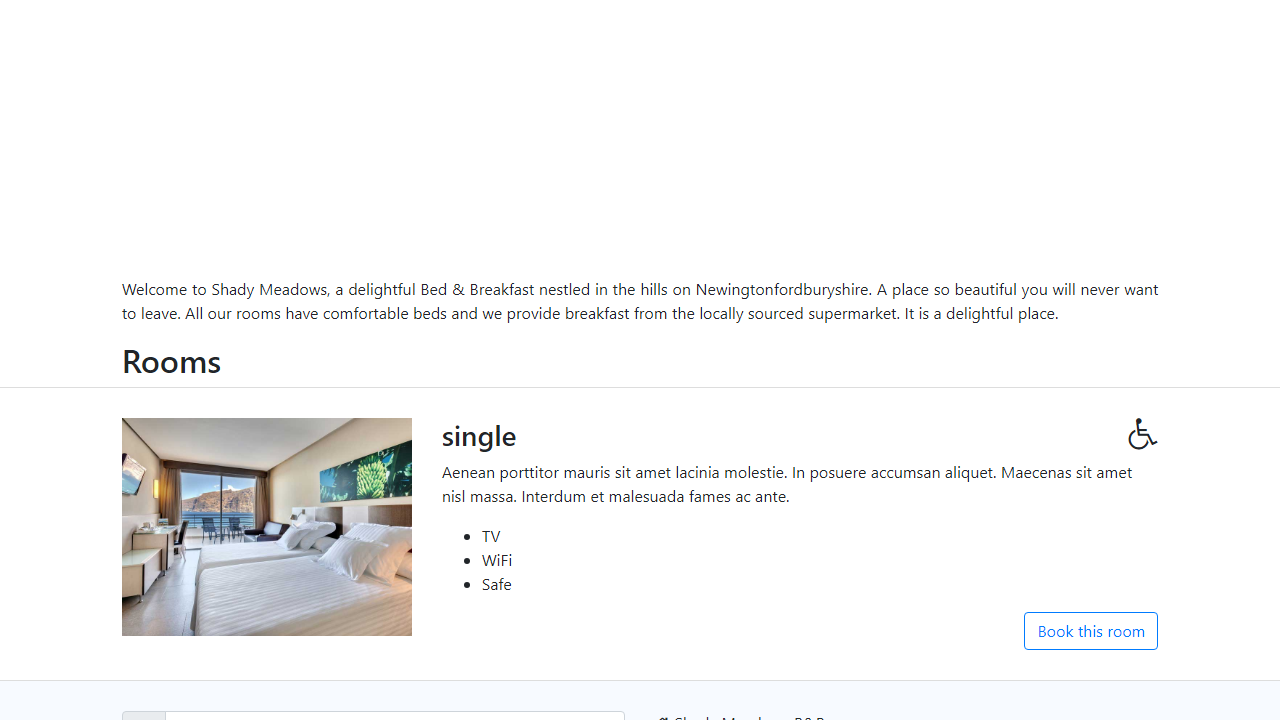 Welcome to Shady Meadows, a delightful Bed & Breakfast nestled in the hills on Newingtonfordburyshire. A place so beautiful you will never want
to leave. All our rooms have comfortable beds and we provide breakfast from the locally sourced supermarket. It is a delightful place.
Rooms
single
Aenean porttitor mauris sit amet lacinia molestie. In posuere accumsan aliquet. Maecenas sit amet
nisl massa. Interdum et malesuada fames ac ante.
TV
WiFi
Safe
Book this room
Shady Meadows B&B